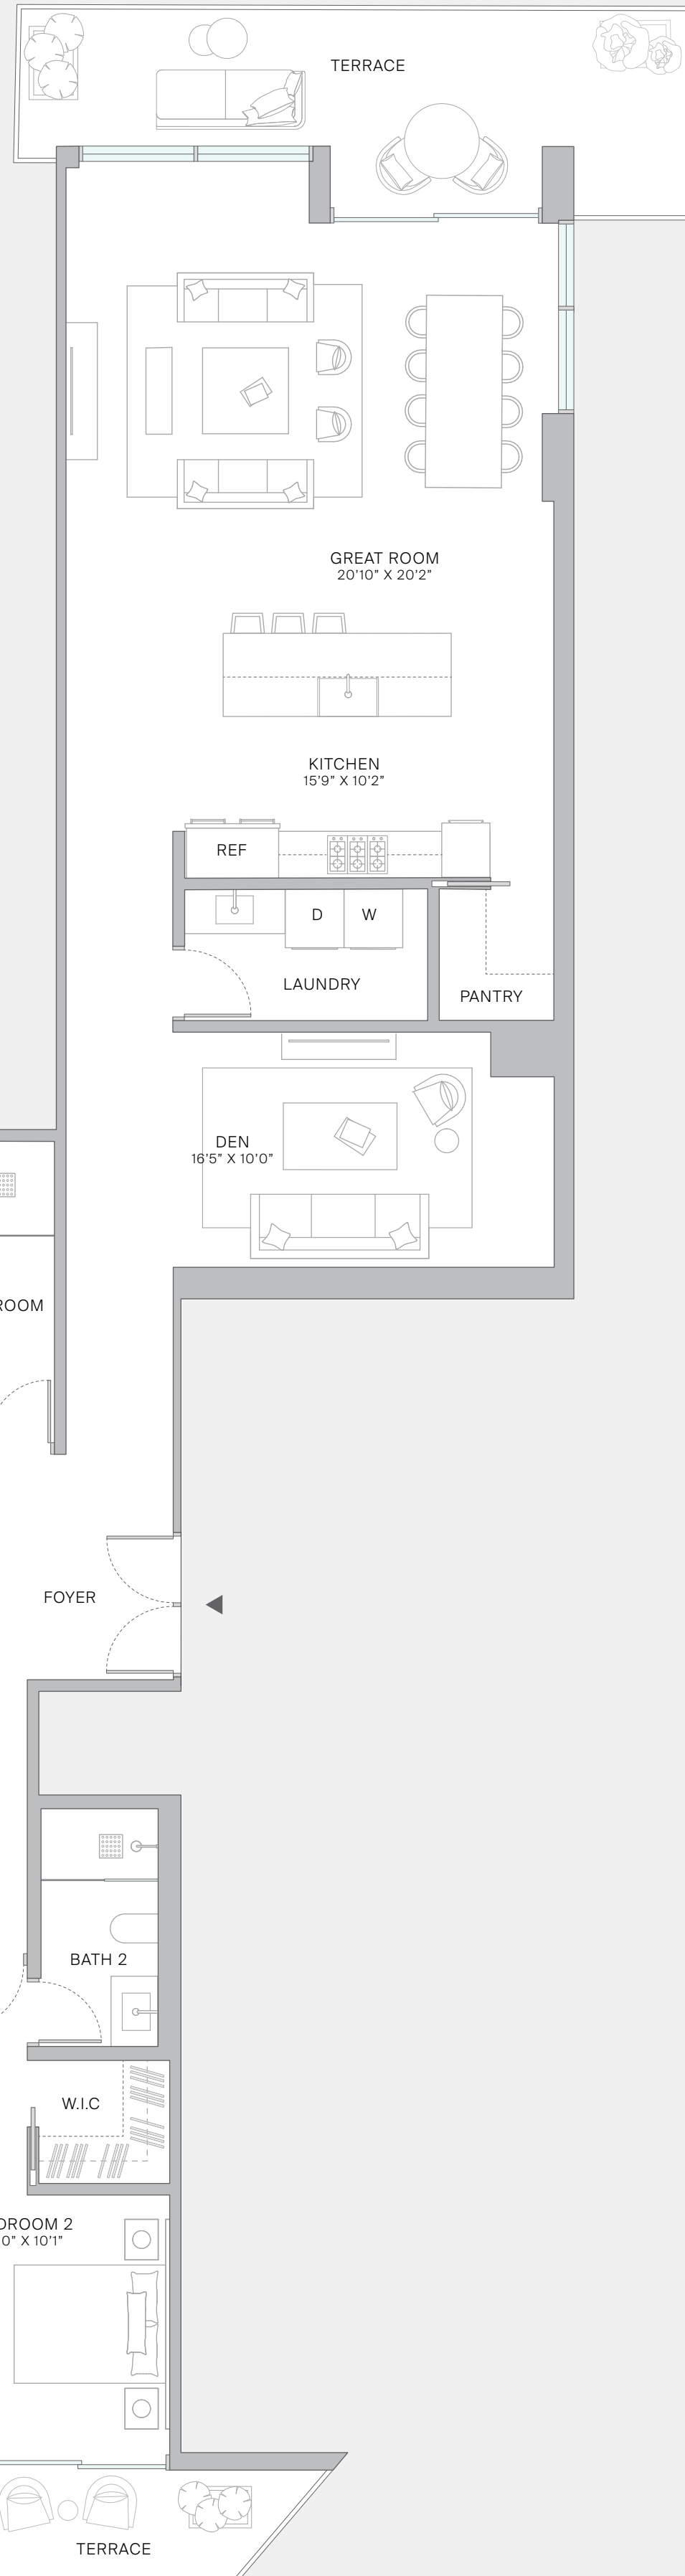 TERRACE
GREAT ROOM
20'10" X 20'2"
KITCHEN
15'9" X 10'2"
REF
D
W
LAUNDRY
PANTRY
DEN
16'5" X 10'0"
ROOM
FOYER
BATH 2
W.I.C
DROOM 2
0" X 10'1"
TERRACE